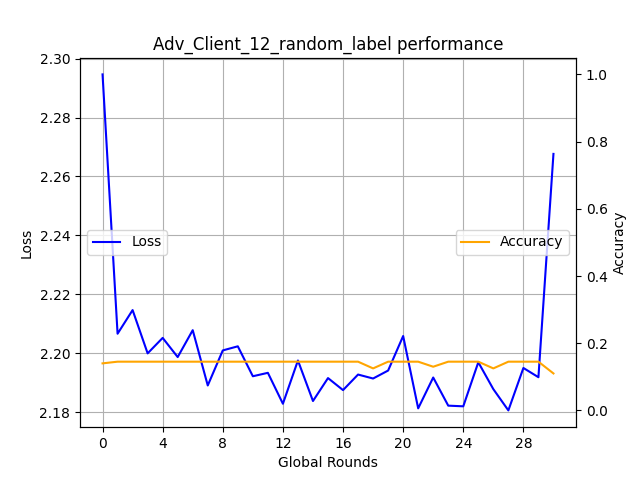 Adv_Client_12_random_label performance
2.30
2.28
2.26
2.24
2.22
2.20
2.18
Loss
1.0
0.8
0.6
0.4
0.2
0.0
Accuracy
Loss
Accuracy
0 4 8 12 16 20 24 28
Global Rounds